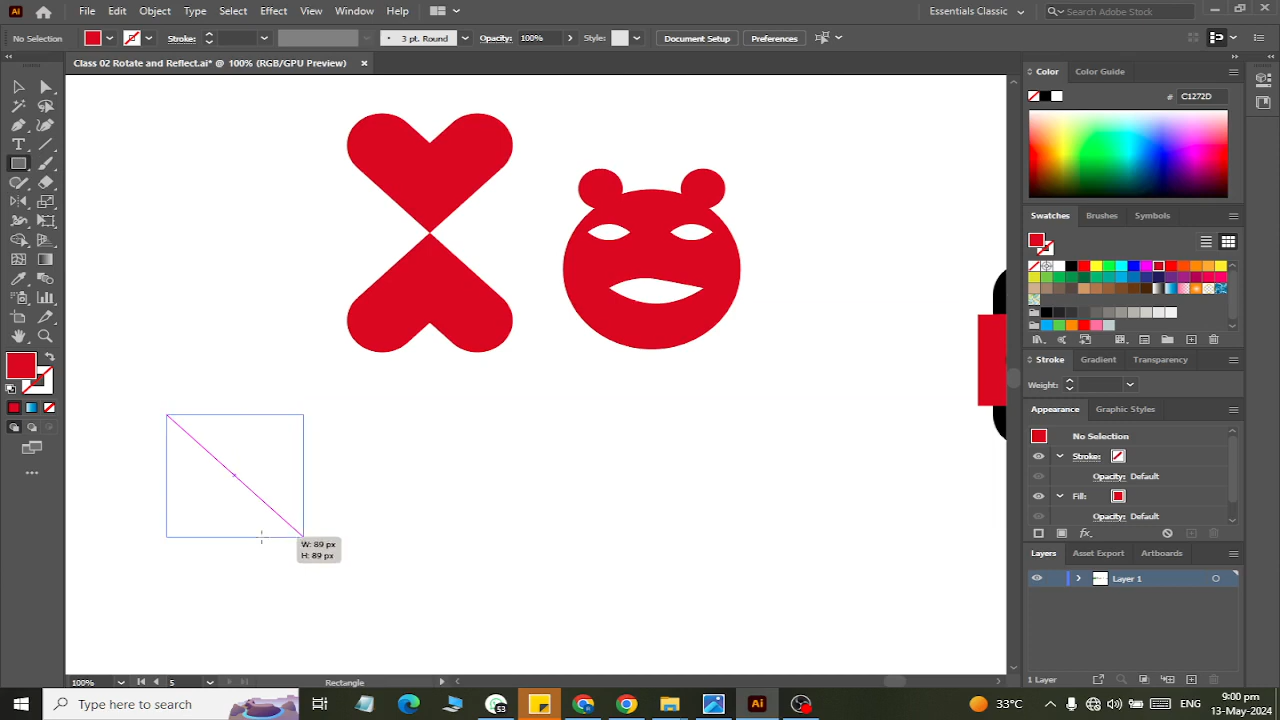 Ai File Edit Object Type Select Effect View Window Help Essentials Classic Search Adobe Stock
No Selection Stroke: 3 pt. Round Opacity: 100% Style: Document Setup Preferences
Class 02 Rotate and Reflect.ai* @ 100% (RGB/GPU Preview)
Color Color Guide
# C1272D
Swatches Brushes Symbols
Stroke Gradient Transparency
Weight:
Appearance Graphic Styles
No Selection
Stroke:
Opacity: Default
Fill:
Opacity: Default
fx
W: 89 px
H: 89 px
Layers Asset Export Artboards
Layer 1
1 Layer
100% 5 Rectangle
Type here to search
Ai
33°C
9:00 pm
13-May-2024